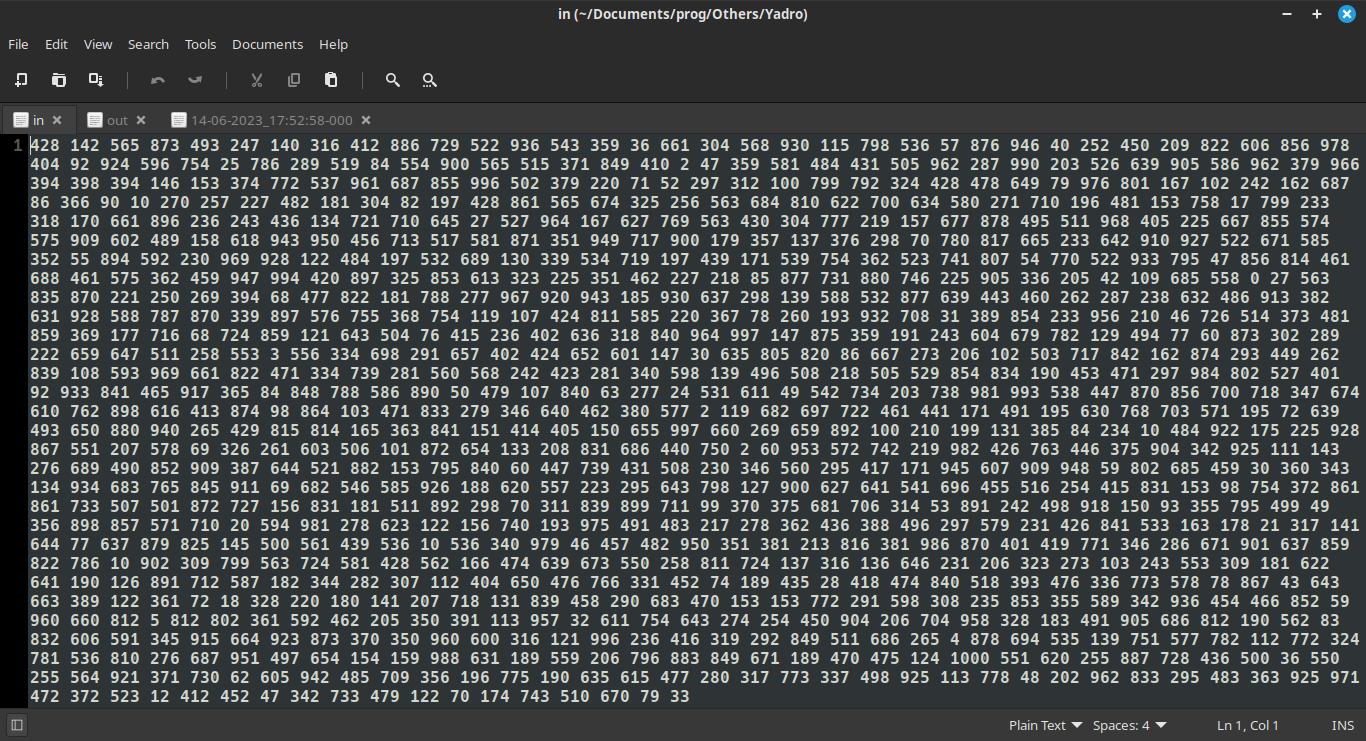 in (~/Documents/prog/Others/Yadro)
File Edit View Search Tools Documents Help
in out 14-06-2023_17:52:58-000
1 428 142 565 873 493 247 140 316 412 886 729 522 936 543 359 36 661 304 568 930 115 798 536 57 876 946 40 252 450 209 822 606 856 978
404 92 924 596 754 25 786 289 519 84 554 900 565 515 371 849 410 2 47 359 581 484 431 505 962 287 990 203 526 639 905 586 962 379 966
394 398 394 146 153 374 772 537 961 687 855 996 502 379 220 71 52 297 312 100 799 792 324 428 478 649 79 976 801 167 102 242 162 687
86 366 90 10 270 257 227 482 181 304 82 197 428 861 565 674 325 256 563 684 810 622 700 634 580 271 710 196 481 153 758 17 799 233
318 170 661 896 236 243 436 134 721 710 645 27 527 964 167 627 769 563 430 304 777 219 157 677 878 495 511 968 405 225 667 855 574
575 909 602 489 158 618 943 950 456 713 517 581 871 351 949 717 900 179 357 137 376 298 70 780 817 665 233 642 910 927 522 671 585
352 55 894 592 230 969 928 122 484 197 532 689 130 339 534 719 197 439 171 539 754 362 523 741 807 54 770 522 933 795 47 856 814 461
688 461 575 362 459 947 994 420 897 325 853 613 323 225 351 462 227 218 85 877 731 880 746 225 905 336 205 42 109 685 558 0 27 563
835 870 221 250 269 394 68 477 822 181 788 277 967 920 943 185 930 637 298 139 588 532 877 639 443 460 262 287 238 632 486 913 382
631 928 588 787 870 339 897 576 755 368 754 119 107 424 811 585 220 367 78 260 193 932 708 31 389 854 233 956 210 46 726 514 373 481
859 369 177 716 68 724 859 121 643 504 76 415 236 402 636 318 840 964 997 147 875 359 191 243 604 679 782 129 494 77 60 873 302 289
222 659 647 511 258 553 3 556 334 698 291 657 402 424 652 601 147 30 635 805 820 86 667 273 206 102 503 717 842 162 874 293 449 262
839 108 593 969 661 822 471 334 739 281 560 568 242 423 281 340 598 139 496 508 218 505 529 854 834 190 453 471 297 984 802 527 401
92 933 841 465 917 365 84 848 788 586 890 50 479 107 840 63 277 24 531 611 49 542 734 203 738 981 993 538 447 870 856 700 718 347 674
610 762 898 616 413 874 98 864 103 471 833 279 346 640 462 380 577 2 119 682 697 722 461 441 171 491 195 630 768 703 571 195 72 639
493 650 880 940 265 429 815 814 165 363 841 151 414 405 150 655 997 660 269 659 892 100 210 199 131 385 84 234 10 484 922 175 225 928
867 551 207 578 69 326 261 603 506 101 872 654 133 208 831 686 440 750 2 60 953 572 742 219 982 426 763 446 375 904 342 925 111 143
276 689 490 852 909 387 644 521 882 153 795 840 60 447 739 431 508 230 346 560 295 417 171 945 607 909 948 59 802 685 459 30 360 343
134 934 683 765 845 911 69 682 546 585 926 188 620 557 223 295 643 798 127 900 627 641 541 696 455 516 254 415 831 153 98 754 372 861
861 733 507 501 872 727 156 831 181 511 892 298 70 311 839 899 711 99 370 375 681 706 314 53 891 242 498 918 150 93 355 795 499 49
356 898 857 571 710 20 594 981 278 623 122 156 740 193 975 491 483 217 278 362 436 388 496 297 579 231 426 841 533 163 178 21 317 141
644 77 637 879 825 145 500 561 439 536 10 536 340 979 46 457 482 950 351 381 213 816 381 986 870 401 419 771 346 286 671 901 637 859
822 786 10 902 309 799 563 724 581 428 562 166 474 639 673 550 258 811 724 137 316 136 646 231 206 323 273 103 243 553 309 181 622
641 190 126 891 712 587 182 344 282 307 112 404 650 476 766 331 452 74 189 435 28 418 474 840 518 393 476 336 773 578 78 867 43 643
663 389 122 361 72 18 328 220 180 141 207 718 131 839 458 290 683 470 153 153 772 291 598 308 235 853 355 589 342 936 454 466 852 59
960 660 812 5 812 802 361 592 462 205 350 391 113 957 32 611 754 643 274 254 450 904 206 704 958 328 183 491 905 686 812 190 562 83
832 606 591 345 915 664 923 873 370 350 960 600 316 121 996 236 416 319 292 849 511 686 265 4 878 694 535 139 751 577 782 112 772 324
781 536 810 276 687 951 497 654 154 159 988 631 189 559 206 796 883 849 671 189 470 475 124 1000 551 620 255 887 728 436 500 36 550
255 564 921 371 730 62 605 942 485 709 356 196 775 190 635 615 477 280 317 773 337 498 925 113 778 48 202 962 833 295 483 363 925 971
472 372 523 12 412 452 47 342 733 479 122 70 174 743 510 670 79 33
Plain Text Spaces: 4 Ln 1, Col 1 INS